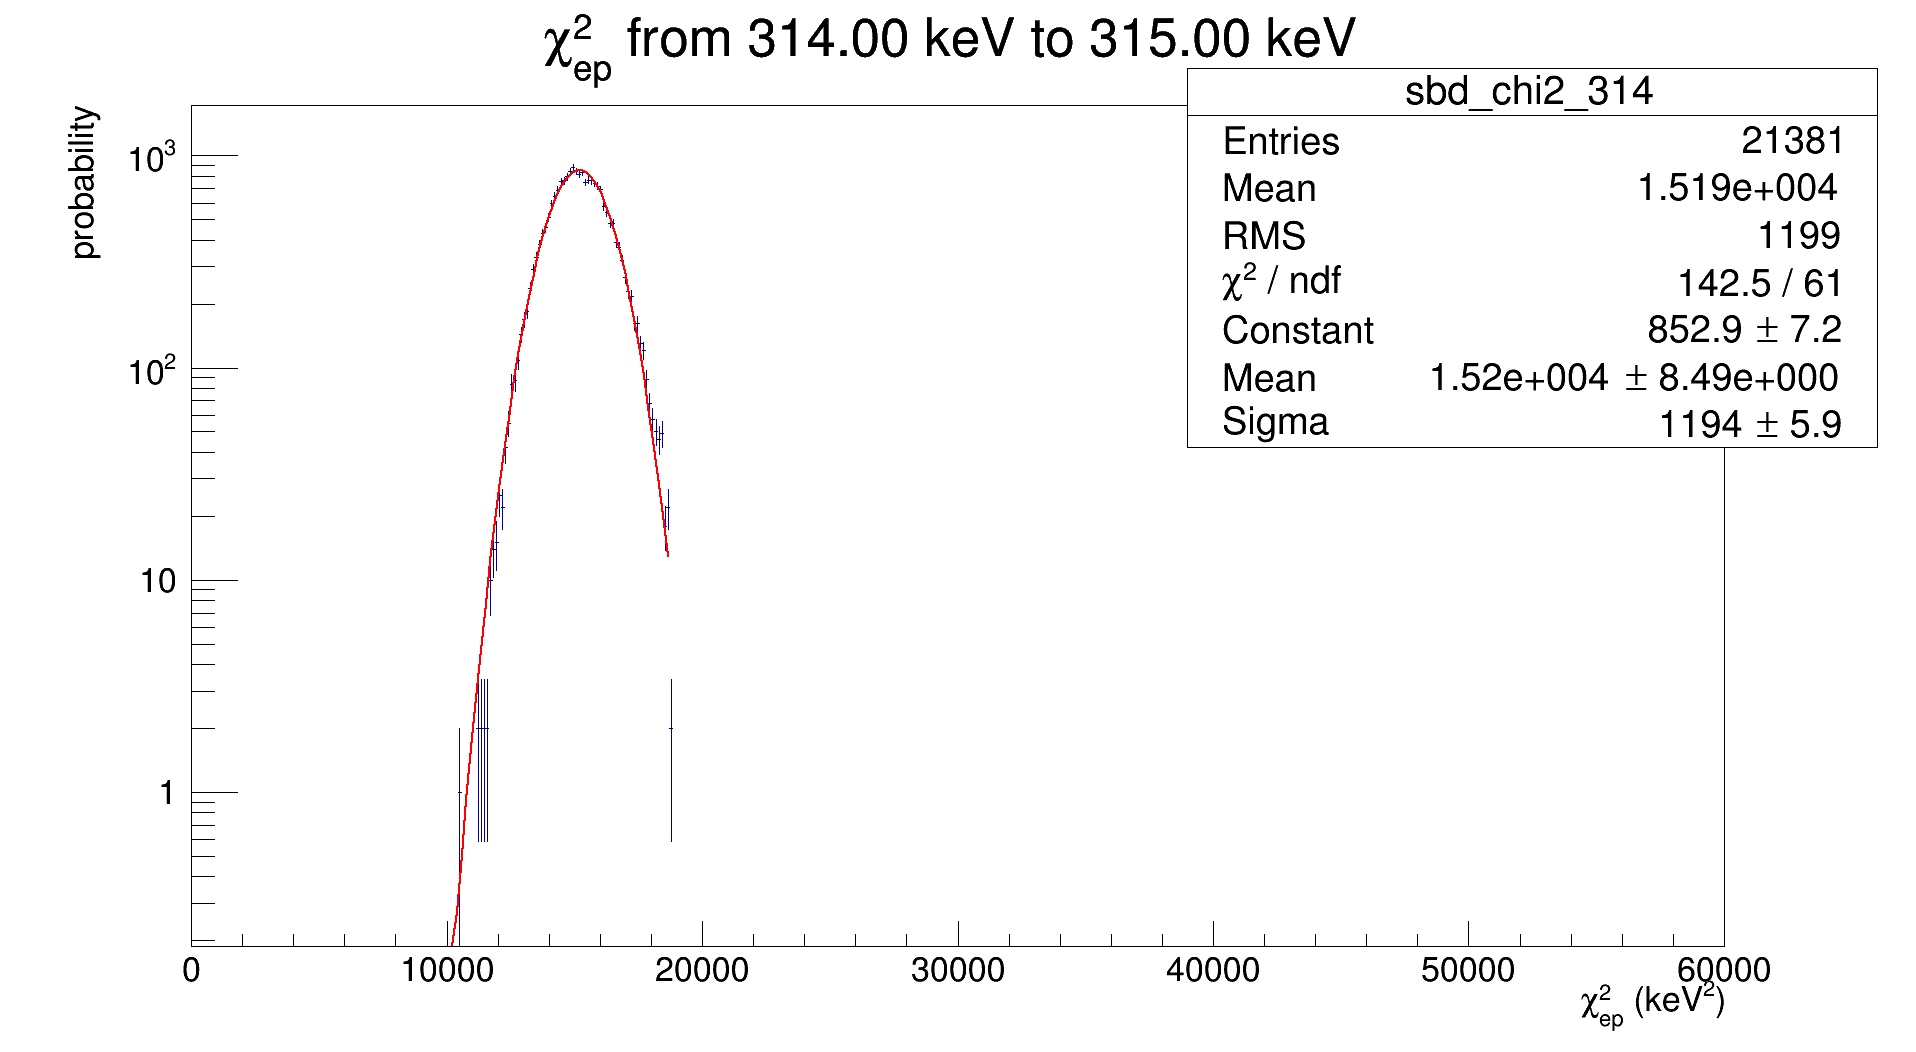 χ²ep from 314.00 keV to 315.00 keV
sbd_chi2_314
Entries 21381
Mean 1.519e+004
RMS 1199
χ² / ndf 142.5 / 61
Constant 852.9 ± 7.2
Mean 1.52e+004 ± 8.49e+000
Sigma 1194 ± 5.9
probability
10³
10²
10
1
0 10000 20000 30000 40000 50000 60000
χ²ep (keV²)